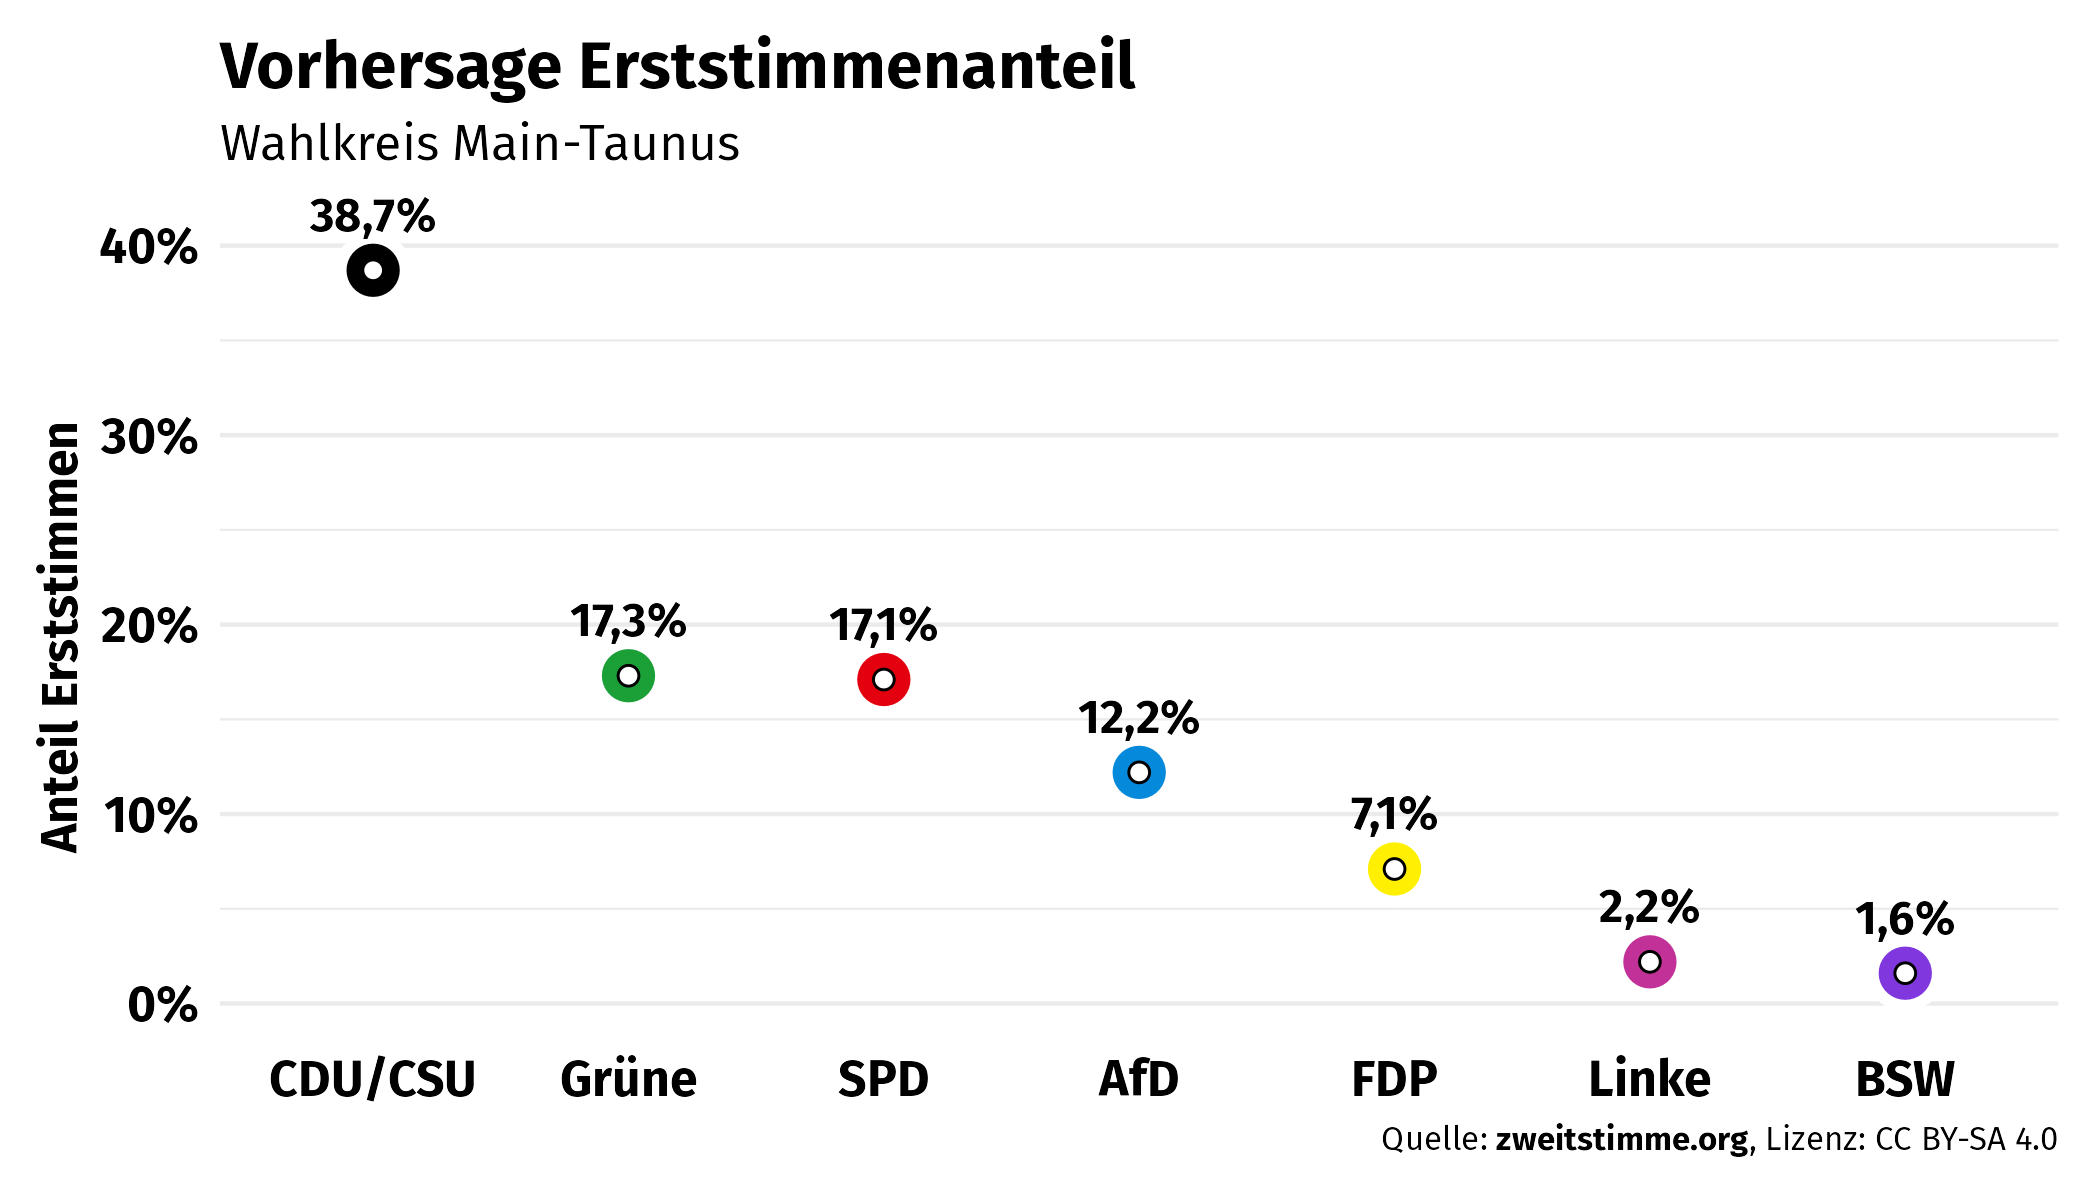 Vorhersage Erststimmenanteil
Wahlkreis Main-Taunus
Anteil Erststimmen
40%
30%
20%
10%
0%
38,7%
17,3%
17,1%
12,2%
7,1%
2,2%
1,6%
CDU/CSU Grüne SPD AfD FDP Linke BSW
Quelle: zweitstimme.org, Lizenz: CC BY-SA 4.0